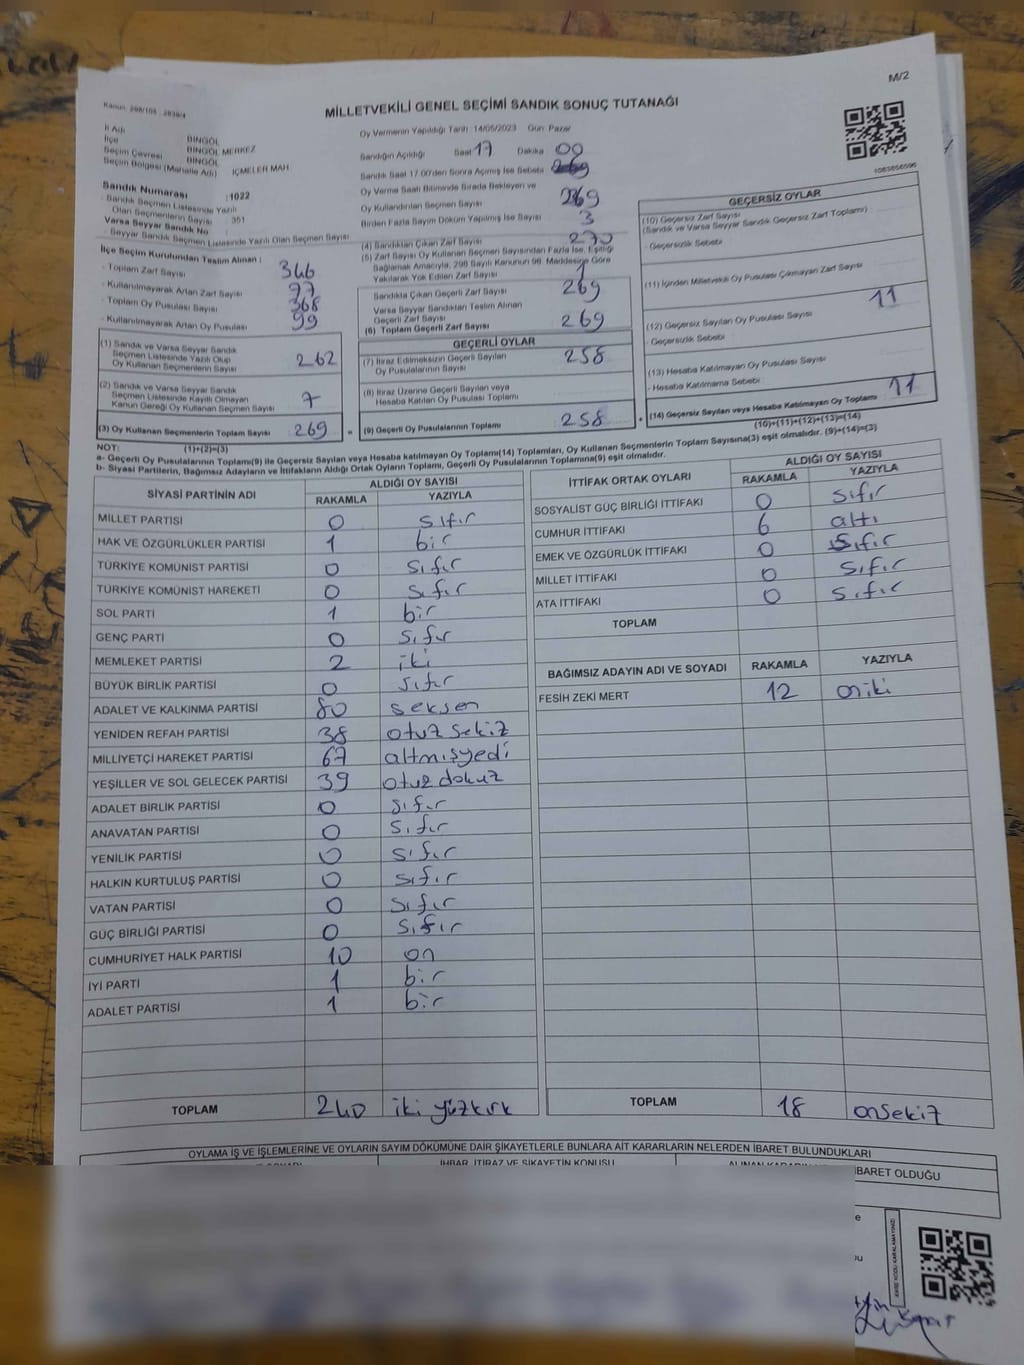 M/2
Kanun: 298/105 : 2839/4
MİLLETVEKİLİ GENEL SEÇİMİ SANDIK SONUÇ TUTANAĞI
İl Adı BİNGÖL
İlçe BİNGÖL MERKEZ
Seçim Çevresi BİNGÖL
Seçim Bölgesi (Mahalle Adı) İÇMELER MAH.
Sandık Numarası :1022
- Sandık Seçmen Listesinde Yazılı
Olan Seçmenlerin Sayısı 351
Varsa Seyyar Sandık No :
- Seyyar Sandık Seçmen Listesinde Yazılı Olan Seçmen Sayısı:
İlçe Seçim Kurulundan Teslim Alınan :
- Toplam Zarf Sayısı 346
- Kullanılmayarak Artan Zarf Sayısı 77
- Toplam Oy Pusulası Sayısı 368
- Kullanılmayarak Artan Oy Pusulası 99
(1) Sandık ve Varsa Seyyar Sandık
Seçmen Listesinde Yazılı Olup
Oy Kullanan Seçmenlerin Sayısı 262
(2) Sandık ve Varsa Seyyar Sandık
Seçmen Listesinde Kayıtlı Olmayan
Kanun Gereği Oy Kullanan Seçmen Sayısı 7
(3) Oy Kullanan Seçmenlerin Toplam Sayısı 269 =
(1)+(2)=(3)
Oy Vermenin Yapıldığı Tarih: 14/05/2023 Gün: Pazar
Sandığın Açıldığı Saat 17 Dakika 00
Sandık Saat 17.00'den Sonra Açılmış İse Sebebi
Oy Verme Saati Bitiminde Sırada Bekleyen ve
Oy Kullandırılan Seçmen Sayısı 269
Birden Fazla Sayım Döküm Yapılmış İse Sayısı 3
(4) Sandıktan Çıkan Zarf Sayısı 270
(5) Zarf Sayısı Oy Kullanan Seçmen Sayısından Fazla İse, Eşitliği
Sağlamak Amacıyla, 298 Sayılı Kanunun 98. Maddesine Göre
Yakılarak Yok Edilen Zarf Sayısı 1
Sandıkta Çıkan Geçerli Zarf Sayısı 269
Varsa Seyyar Sandıktan Teslim Alınan
Geçerli Zarf Sayısı
(6) Toplam Geçerli Zarf Sayısı 269
GEÇERLİ OYLAR
(7) İtiraz Edilmeksizin Geçerli Sayılan
Oy Pusulalarının Sayısı 258
(8) İtiraz Üzerine Geçerli Sayılan veya
Hesaba Katılan Oy Pusulası Toplamı
(9) Geçerli Oy Pusulalarının Toplamı 258 +
1083656596
GEÇERSİZ OYLAR
(10) Geçersiz Zarf Sayısı
(Sandık ve Varsa Seyyar Sandık Geçersiz Zarf Toplamı)
- Geçersizlik Sebebi
(11) İçinden Milletvekili Oy Pusulası Çıkmayan Zarf Sayısı
(12) Geçersiz Sayılan Oy Pusulası Sayısı 11
- Geçersizlik Sebebi
(13) Hesaba Katılmayan Oy Pusulası Sayısı
- Hesaba Katılmama Sebebi
(14) Geçersiz Sayılan veya Hesaba Katılmayan Oy Toplamı 11
(10)+(11)+(12)+(13)=(14)
NOT:
a- Geçerli Oy Pusulalarının Toplamı(9) ile Geçersiz Sayılan veya Hesaba katılmayan Oy Toplamı(14) Toplamları, Oy Kullanan Seçmenlerin Toplam Sayısına(3) eşit olmalıdır. (9)+(14)=(3)
b- Siyasi Partilerin, Bağımsız Adayların ve İttifakların Aldığı Ortak Oyların Toplamı, Geçerli Oy Pusulalarının Toplamına(9) eşit olmalıdır.
SİYASİ PARTİNİN ADI ALDIĞI OY SAYISI
RAKAMLA YAZIYLA
MİLLET PARTİSİ 0 sıfır
HAK VE ÖZGÜRLÜKLER PARTİSİ 1 bir
TÜRKİYE KOMÜNİST PARTİSİ 0 sıfır
TÜRKİYE KOMÜNİST HAREKETİ 0 sıfır
SOL PARTİ 1 bir
GENÇ PARTİ 0 sıfır
MEMLEKET PARTİSİ 2 iki
BÜYÜK BİRLİK PARTİSİ 0 sıfır
ADALET VE KALKINMA PARTİSİ 80 seksen
YENİDEN REFAH PARTİSİ 38 otuz sekiz
MİLLİYETÇİ HAREKET PARTİSİ 67 altmışyedi
YEŞİLLER VE SOL GELECEK PARTİSİ 39 otuz dokuz
ADALET BİRLİK PARTİSİ 0 sıfır
ANAVATAN PARTİSİ 0 sıfır
YENİLİK PARTİSİ 0 sıfır
HALKIN KURTULUŞ PARTİSİ 0 sıfır
VATAN PARTİSİ 0 sıfır
GÜÇ BİRLİĞİ PARTİSİ 0 sıfır
CUMHURİYET HALK PARTİSİ 10 on
İYİ PARTİ 1 bir
ADALET PARTİSİ 1 bir
TOPLAM 240 iki yüzkırk
İTTİFAK ORTAK OYLARI ALDIĞI OY SAYISI
RAKAMLA YAZIYLA
SOSYALİST GÜÇ BİRLİĞİ İTTİFAKI 0 sıfır
CUMHUR İTTİFAKI 6 altı
EMEK VE ÖZGÜRLÜK İTTİFAKI 0 sıfır
MİLLET İTTİFAKI 0 sıfır
ATA İTTİFAKI 0 sıfır
TOPLAM
BAĞIMSIZ ADAYIN ADI VE SOYADI RAKAMLA YAZIYLA
FESİH ZEKİ MERT 12 oniki
TOPLAM 18 onsekiz
OYLAMA İŞ VE İŞLEMLERİNE VE OYLARIN SAYIM DÖKÜMÜNE DAİR ŞİKAYETLERLE BUNLARA AİT KARARLARIN NELERDEN İBARET BULUNDUKLARI
İHBAR, İTİRAZ VE ŞİKAYETİN KONUSU
İBARET OLDUĞU
KARE KODU KARALAMAYINIZ!